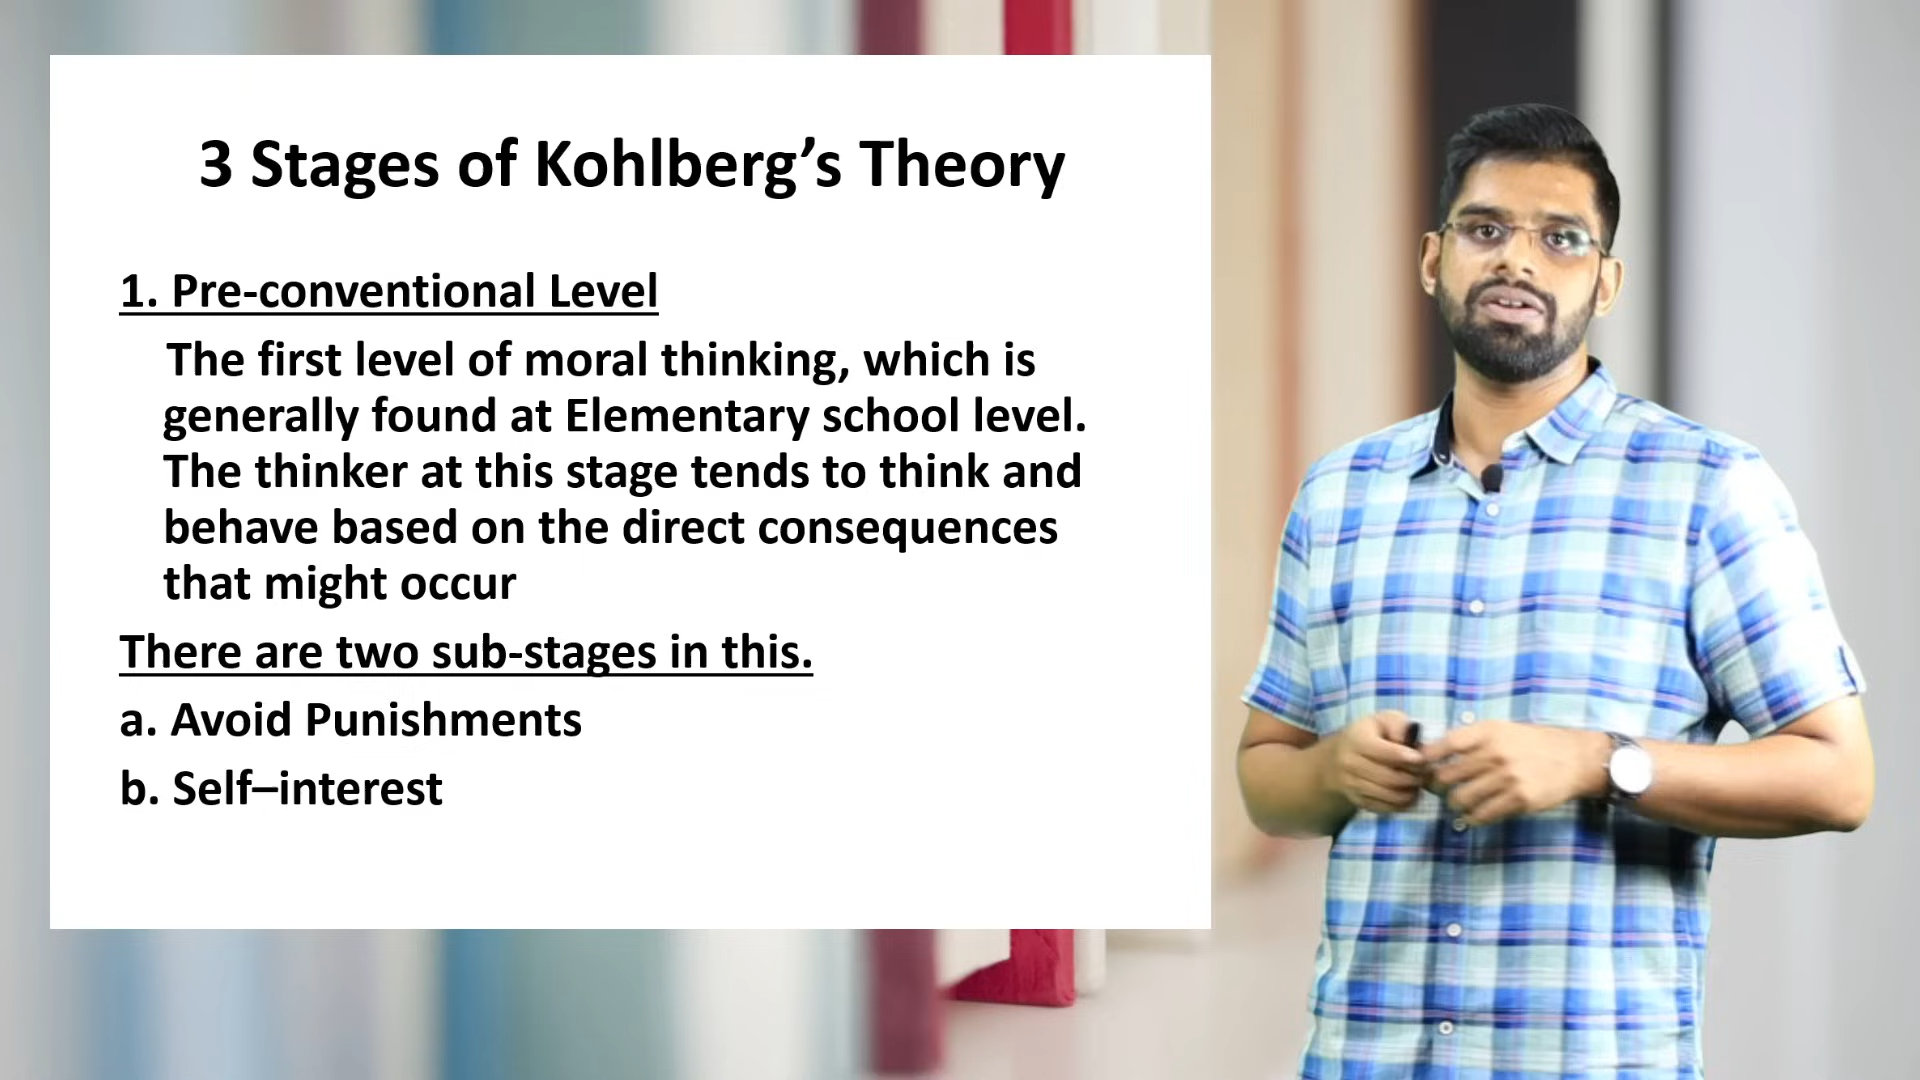 3 Stages of Kohlberg’s Theory
1. Pre-conventional Level
The first level of moral thinking, which is
generally found at Elementary school level.
The thinker at this stage tends to think and
behave based on the direct consequences
that might occur
There are two sub-stages in this.
a. Avoid Punishments
b. Self–interest